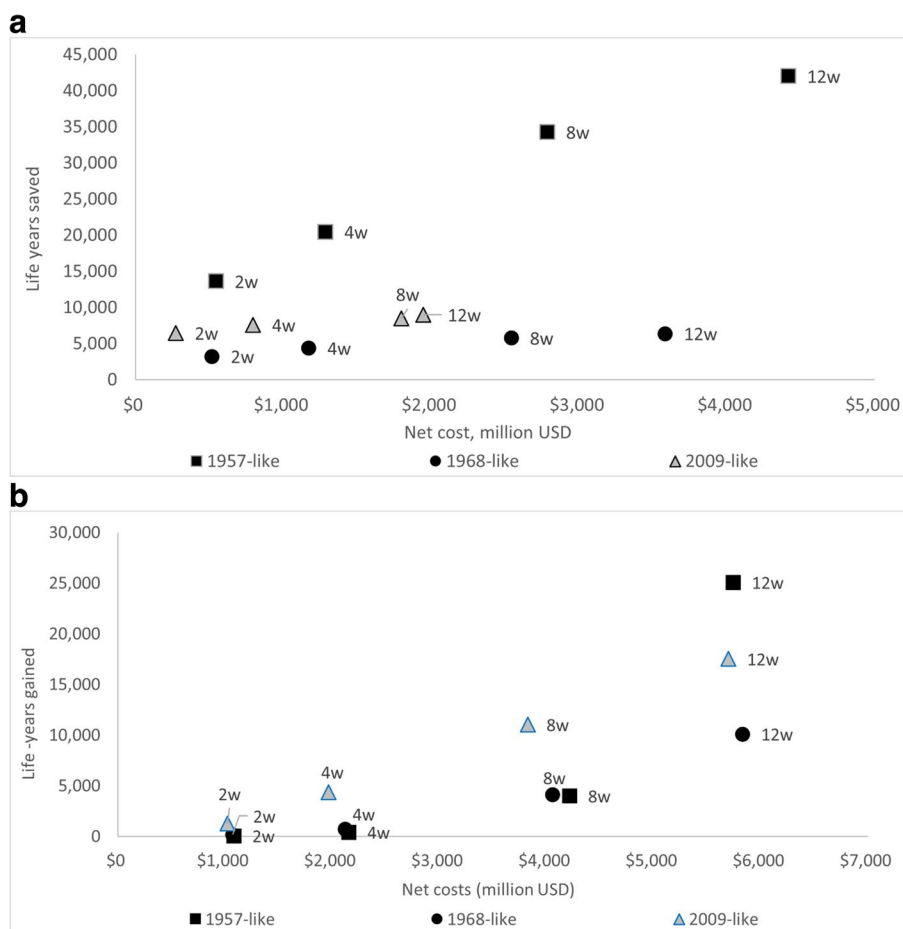 a
45,000
40,000
35,000
30,000
25,000
20,000
15,000
10,000
5,000
0
Life years saved
12w
8w
4w
2w
8w
12w
2w
4w
2w
4w
8w
12w
$0 $1,000 $2,000 $3,000 $4,000 $5,000
Net cost, million USD
1957-like 1968-like 2009-like
b
30,000
25,000
20,000
15,000
10,000
5,000
0
Life -years gained
12w
12w
12w
8w
8w
8w
4w
4w
4w
2w
2w
2w
$0 $1,000 $2,000 $3,000 $4,000 $5,000 $6,000 $7,000
Net costs (million USD)
1957-like 1968-like 2009-like